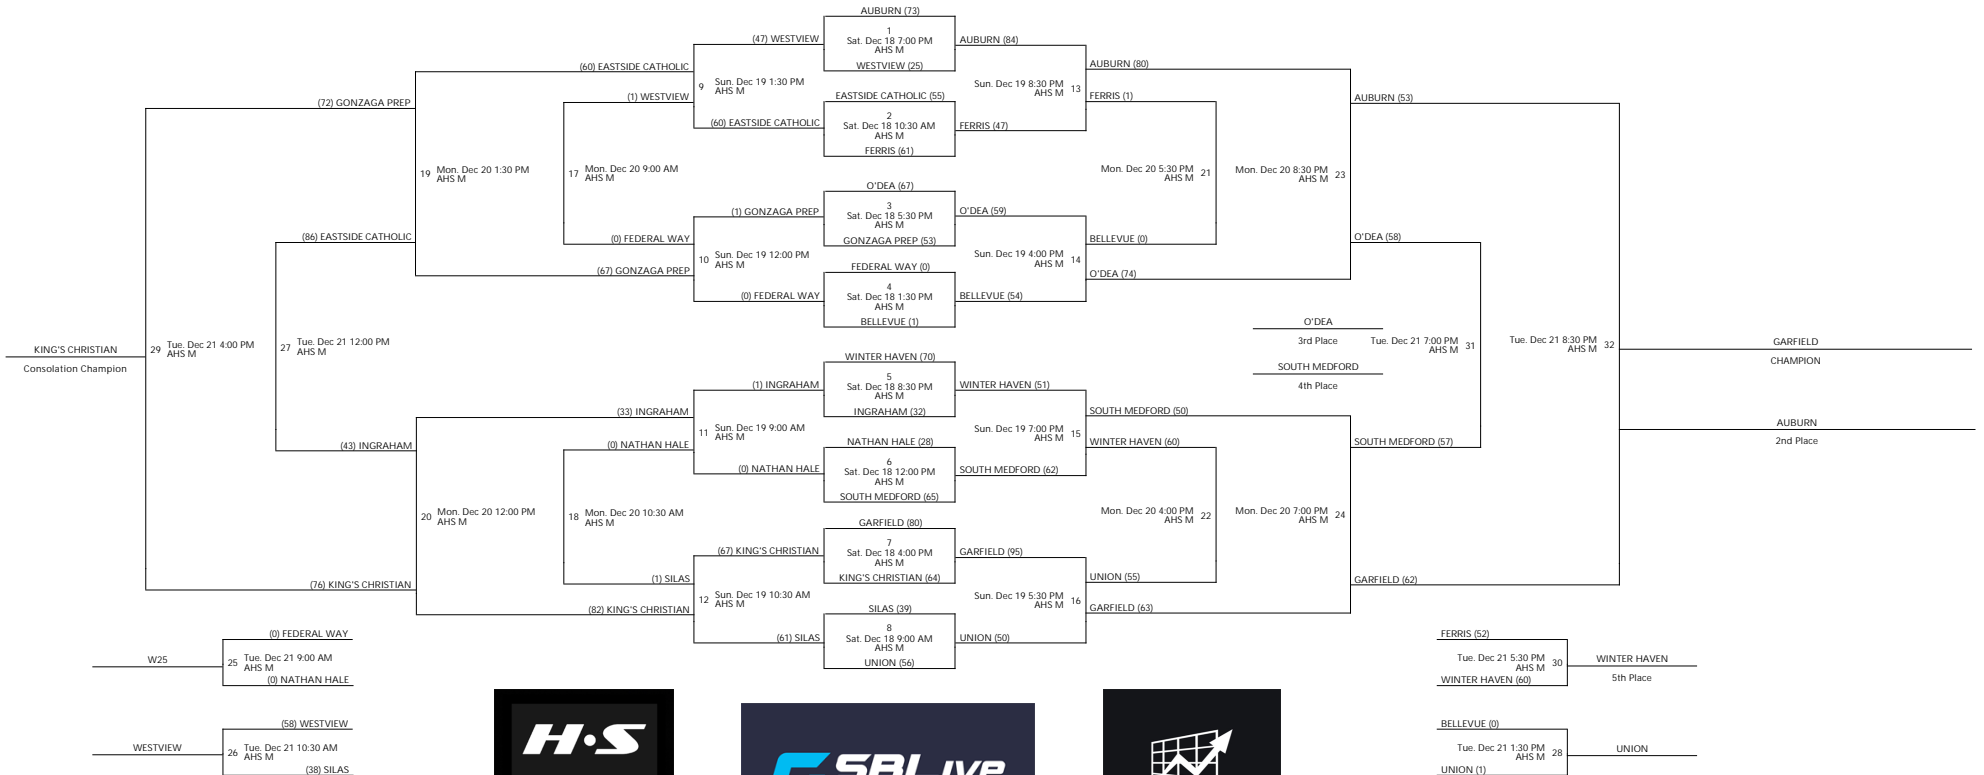 AUBURN (73)
1
Sat. Dec 18 7:00 PM
AHS M
WESTVIEW (25)
EASTSIDE CATHOLIC (55)
2
Sat. Dec 18 10:30 AM
AHS M
FERRIS (61)
O'DEA (67)
3
Sat. Dec 18 5:30 PM
AHS M
GONZAGA PREP (53)
FEDERAL WAY (0)
4
Sat. Dec 18 1:30 PM
AHS M
BELLEVUE (1)
WINTER HAVEN (70)
5
Sat. Dec 18 8:30 PM
AHS M
INGRAHAM (32)
NATHAN HALE (28)
6
Sat. Dec 18 12:00 PM
AHS M
SOUTH MEDFORD (65)
GARFIELD (80)
7
Sat. Dec 18 4:00 PM
AHS M
KING'S CHRISTIAN (64)
SILAS (39)
8
Sat. Dec 18 9:00 AM
AHS M
UNION (56)
(47) WESTVIEW
9 Sun. Dec 19 1:30 PM
AHS M
(60) EASTSIDE CATHOLIC
(1) GONZAGA PREP
10 Sun. Dec 19 12:00 PM
AHS M
(0) FEDERAL WAY
(1) INGRAHAM
11 Sun. Dec 19 9:00 AM
AHS M
(0) NATHAN HALE
(67) KING'S CHRISTIAN
12 Sun. Dec 19 10:30 AM
AHS M
(61) SILAS
(60) EASTSIDE CATHOLIC
(1) WESTVIEW
17 Mon. Dec 20 9:00 AM
AHS M
(0) FEDERAL WAY
(67) GONZAGA PREP
(33) INGRAHAM
(0) NATHAN HALE
18 Mon. Dec 20 10:30 AM
AHS M
(1) SILAS
(82) KING'S CHRISTIAN
(72) GONZAGA PREP
19 Mon. Dec 20 1:30 PM
AHS M
(86) EASTSIDE CATHOLIC
27 Tue. Dec 21 12:00 PM
AHS M
(43) INGRAHAM
20 Mon. Dec 20 12:00 PM
AHS M
(76) KING'S CHRISTIAN
29 Tue. Dec 21 4:00 PM
AHS M
KING'S CHRISTIAN
Consolation Champion
AUBURN (84)
Sun. Dec 19 8:30 PM 13
AHS M
FERRIS (47)
O'DEA (59)
Sun. Dec 19 4:00 PM 14
AHS M
BELLEVUE (54)
WINTER HAVEN (51)
Sun. Dec 19 7:00 PM 15
AHS M
SOUTH MEDFORD (62)
GARFIELD (95)
Sun. Dec 19 5:30 PM 16
AHS M
UNION (50)
AUBURN (80)
FERRIS (1)
Mon. Dec 20 5:30 PM 21
AHS M
BELLEVUE (0)
O'DEA (74)
Mon. Dec 20 8:30 PM 23
AHS M
SOUTH MEDFORD (50)
WINTER HAVEN (60)
Mon. Dec 20 4:00 PM 22
AHS M
UNION (55)
GARFIELD (63)
Mon. Dec 20 7:00 PM 24
AHS M
AUBURN (53)
O'DEA (58)
O'DEA
3rd Place
Tue. Dec 21 7:00 PM 31
AHS M
SOUTH MEDFORD
4th Place
SOUTH MEDFORD (57)
GARFIELD (62)
Tue. Dec 21 8:30 PM 32
AHS M
GARFIELD
CHAMPION
AUBURN
2nd Place
(0) FEDERAL WAY
W25
25 Tue. Dec 21 9:00 AM
AHS M
(0) NATHAN HALE
(58) WESTVIEW
WESTVIEW
26 Tue. Dec 21 10:30 AM
AHS M
(38) SILAS
H·S
SBLive
FERRIS (52)
Tue. Dec 21 5:30 PM 30
AHS M
WINTER HAVEN
5th Place
WINTER HAVEN (60)
BELLEVUE (0)
Tue. Dec 21 1:30 PM 28
AHS M
UNION
UNION (1)